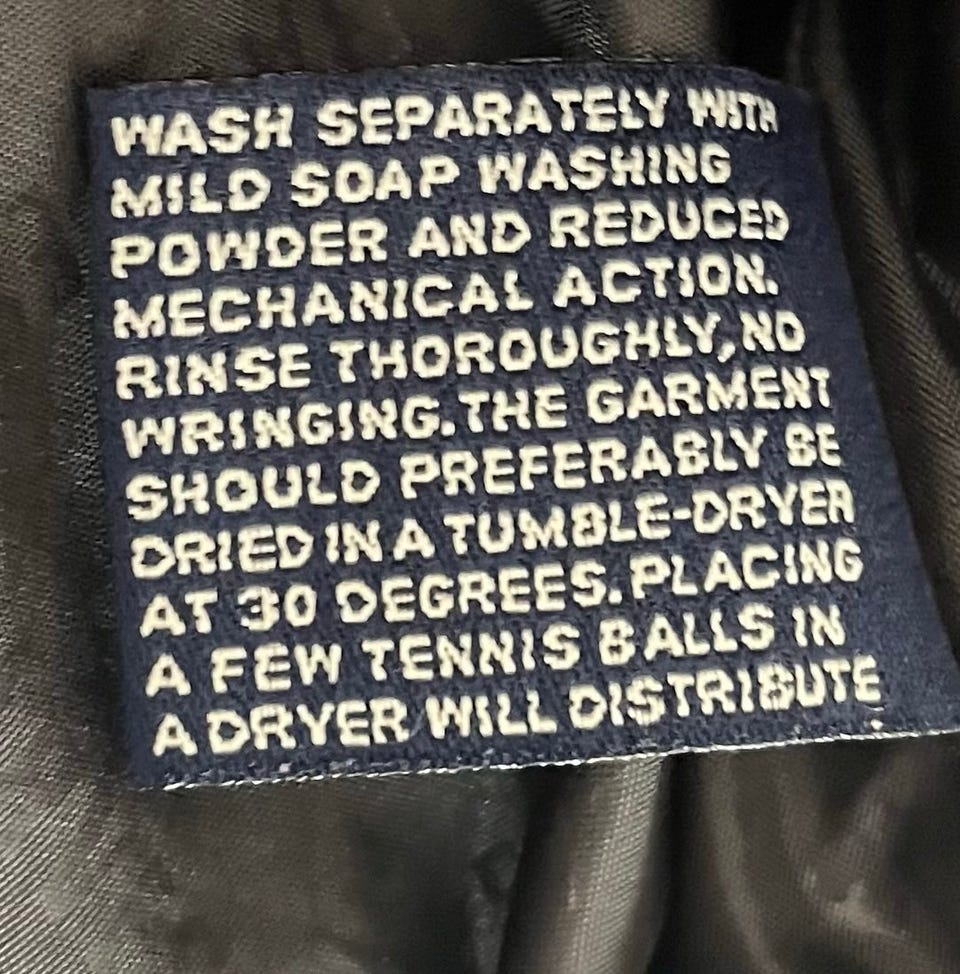 WASH SEPARATELY WITH
MILD SOAP WASHING
POWDER AND REDUCED
MECHANICAL ACTION.
RINSE THOROUGHLY,NO
WRINGING.THE GARMENT
SHOULD PREFERABLY BE
DRIED IN A TUMBLE-DRYER
AT 30 DEGREES.PLACING
A FEW TENNIS BALLS IN
A DRYER WILL DISTRIBUTE